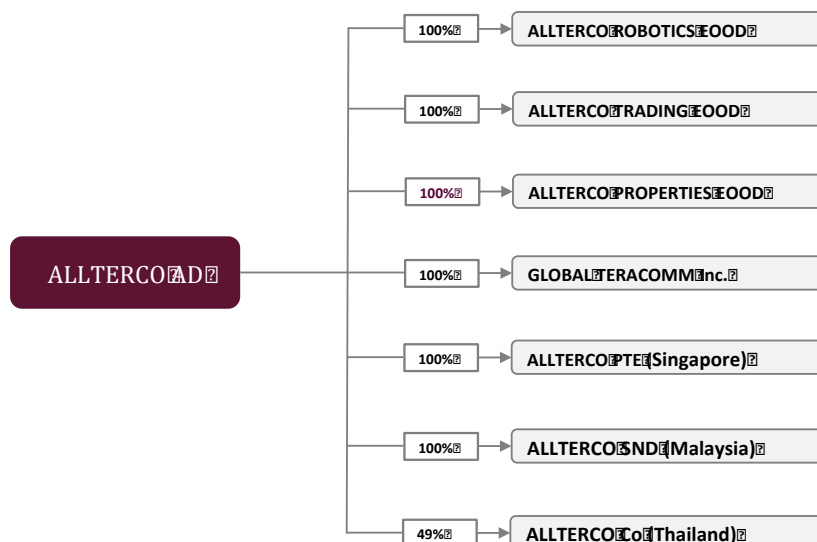 100%
ALLTERCO ROBOTICS EOOD
100%
ALLTERCO TRADING EOOD
100%
ALLTERCO PROPERTIES EOOD
ALLTERCO AD
100%
GLOBAL TERACOMM Inc.
100%
ALLTERCO PTE (Singapore)
100%
ALLTERCO SND (Malaysia)
49%
ALLTERCO Co (Thailand)